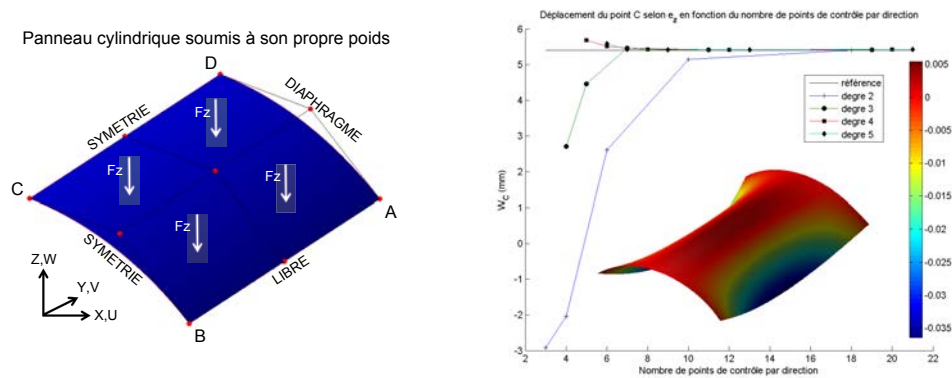 Panneau cylindrique soumis à son propre poids
D
DIAPHRAGME
SYMETRIE
Fz
Fz
Fz
Fz
C
A
SYMETRIE
LIBRE
B
Z,W
Y,V
X,U
Déplacement du point C selon e_z en fonction du nombre de points de contrôle par direction
W_C (mm)
6
5
4
3
2
1
0
-1
-2
-3
2
4
6
8
10
12
14
16
18
20
22
Nombre de points de contrôle par direction
référence
degre 2
degre 3
degre 4
degre 5
0.005
0
-0.005
-0.01
-0.015
-0.02
-0.025
-0.03
-0.035